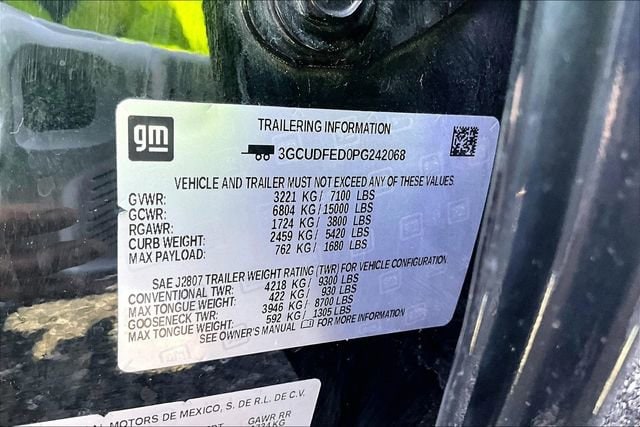 gm
TRAILERING INFORMATION
3GCUDFED0PG242068
VEHICLE AND TRAILER MUST NOT EXCEED ANY OF THESE VALUES
GVWR: 3221 KG/ 7100 LBS
GCWR: 6804 KG/15000 LBS
RGAWR: 1724 KG/ 3800 LBS
CURB WEIGHT: 2459 KG/ 5420 LBS
MAX PAYLOAD: 762 KG/ 1680 LBS
SAE J2807 TRAILER WEIGHT RATING (TWR) FOR VEHICLE CONFIGURATION
CONVENTIONAL TWR: 4218 KG/ 9300 LBS
MAX TONGUE WEIGHT: 422 KG/ 930 LBS
GOOSENECK TWR: 3946 KG/ 8700 LBS
MAX TONGUE WEIGHT: 592 KG/ 1305 LBS
SEE OWNER'S MANUAL FOR MORE INFORMATION
MOTORS DE MEXICO, S. DE R.L. DE C.V.
GAWR RR